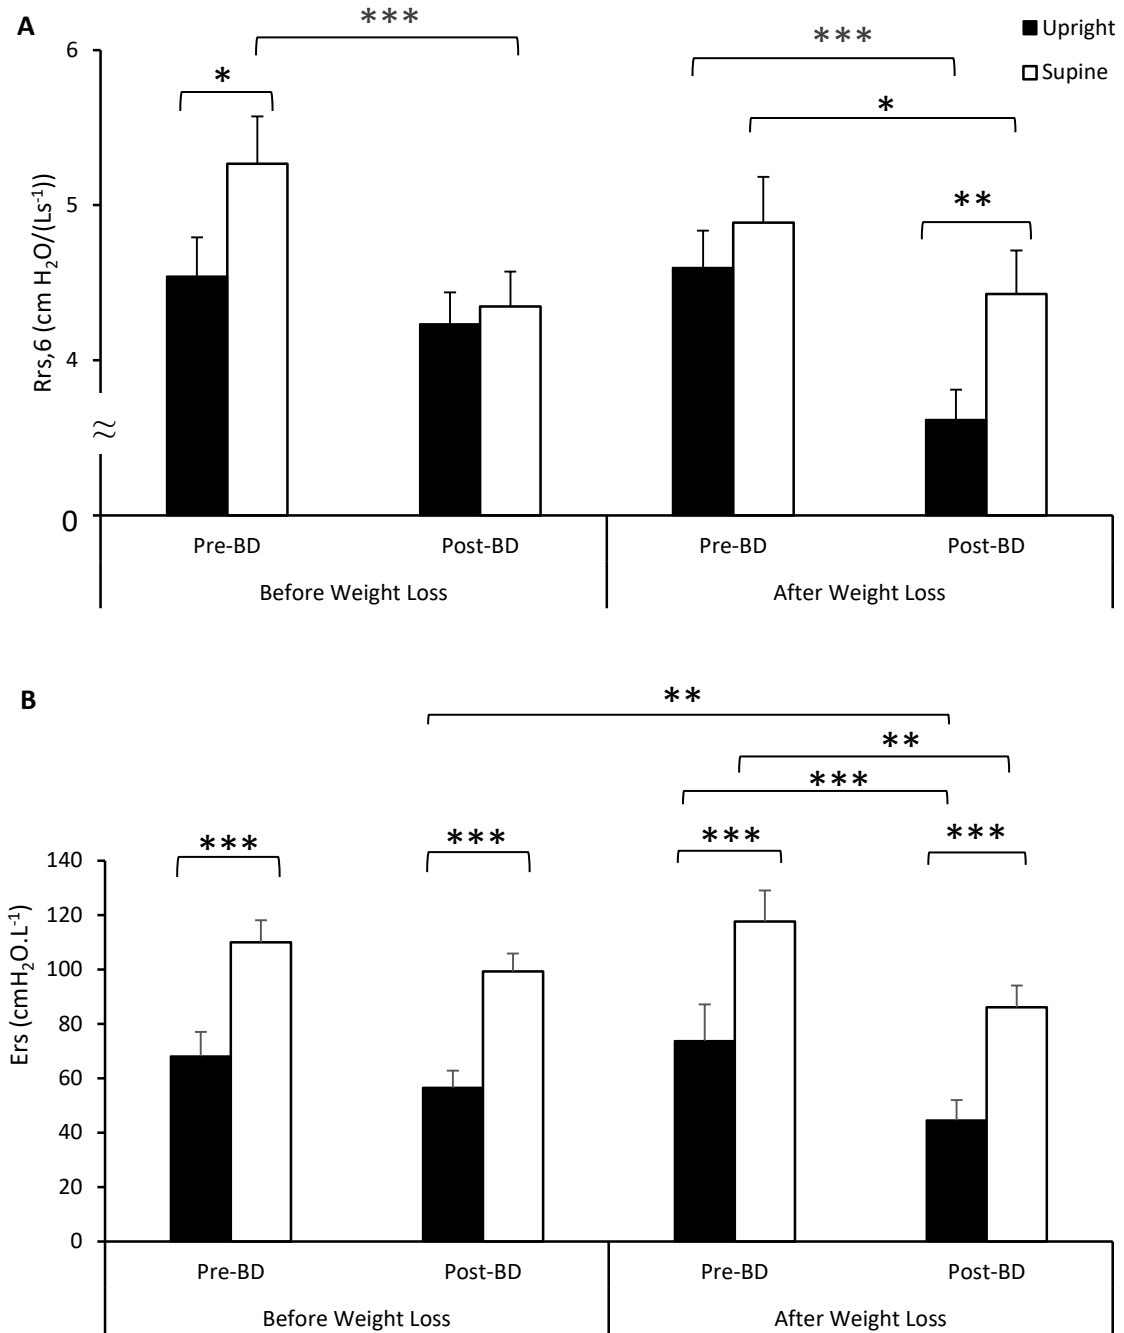 A
***
***
Upright
*
Supine
*
**
6
5
4
≈
0
Rrs,6 (cm H₂O/(Ls⁻¹))
Pre-BD Post-BD Pre-BD Post-BD
Before Weight Loss After Weight Loss
B
**
**
***
*** *** *** ***
140
120
100
80
60
40
20
0
Ers (cmH₂O.L⁻¹)
Pre-BD Post-BD Pre-BD Post-BD
Before Weight Loss After Weight Loss